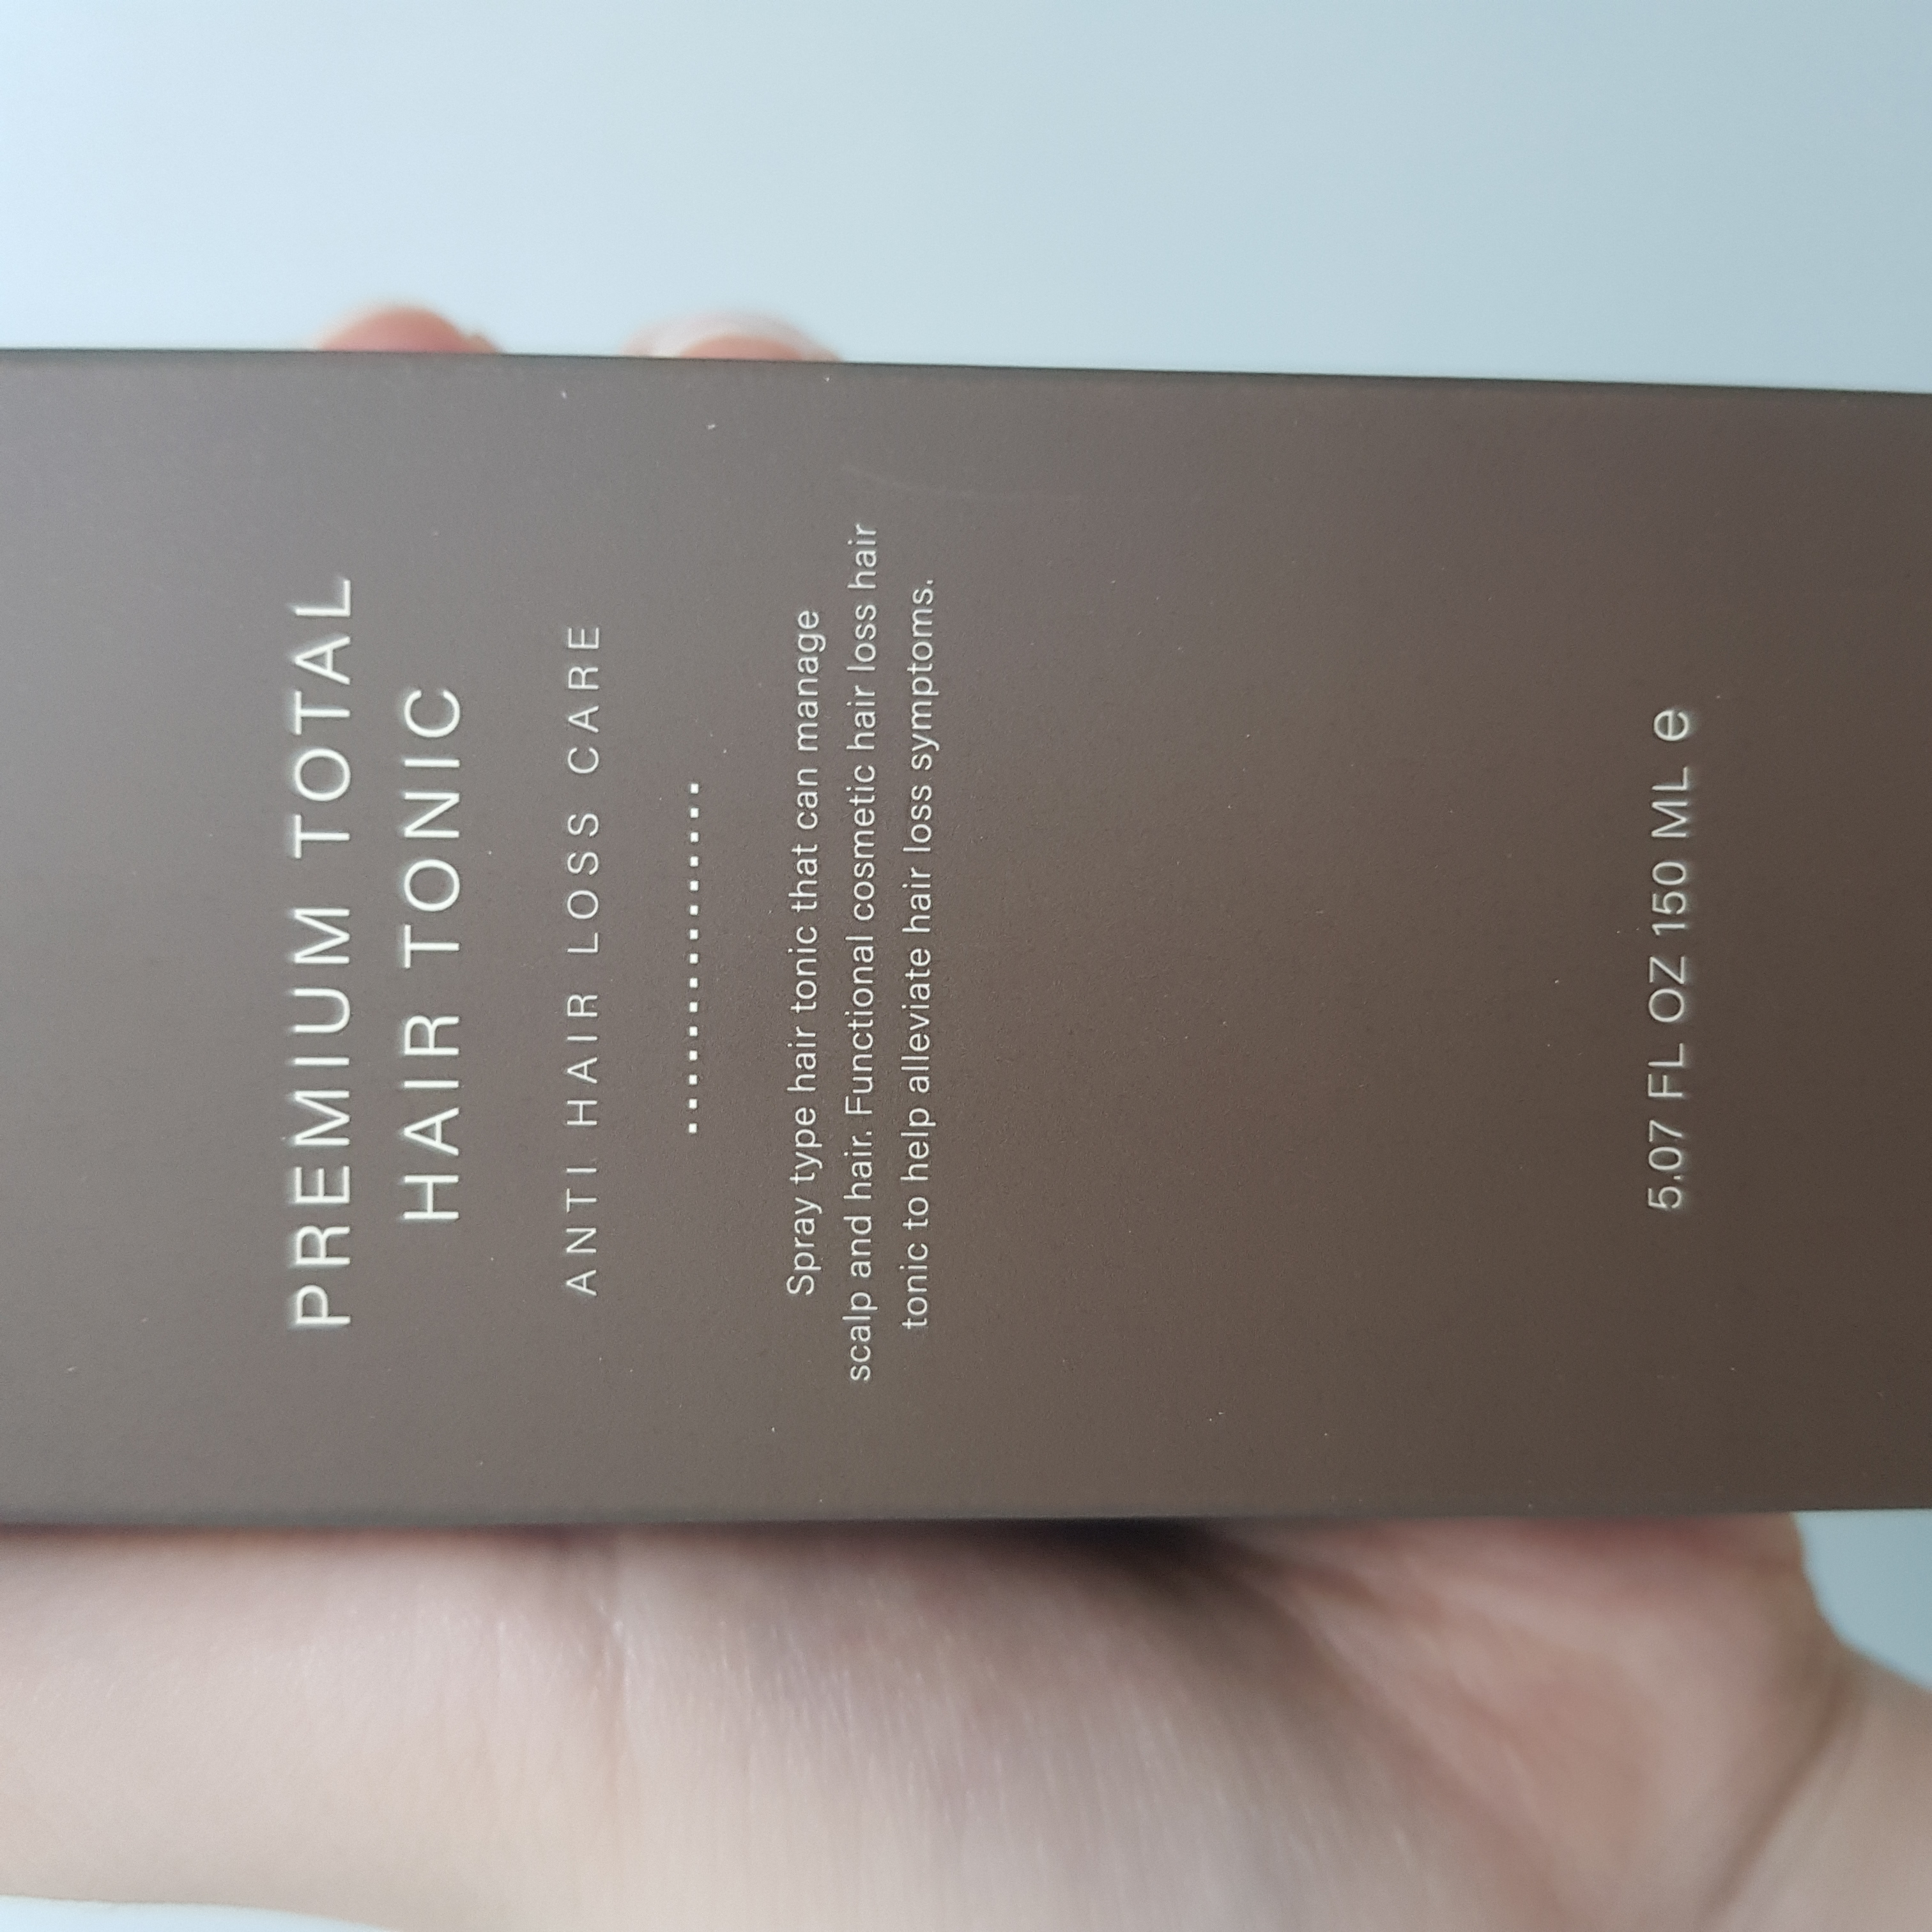 PREMIUM TOTAL
HAIR TONIC
ANTI HAIR LOSS CARE
Spray type hair tonic that can manage
scalp and hair. Functional cosmetic hair loss hair
tonic to help alleviate hair loss symptoms.
5.07 FL OZ 150 ML e